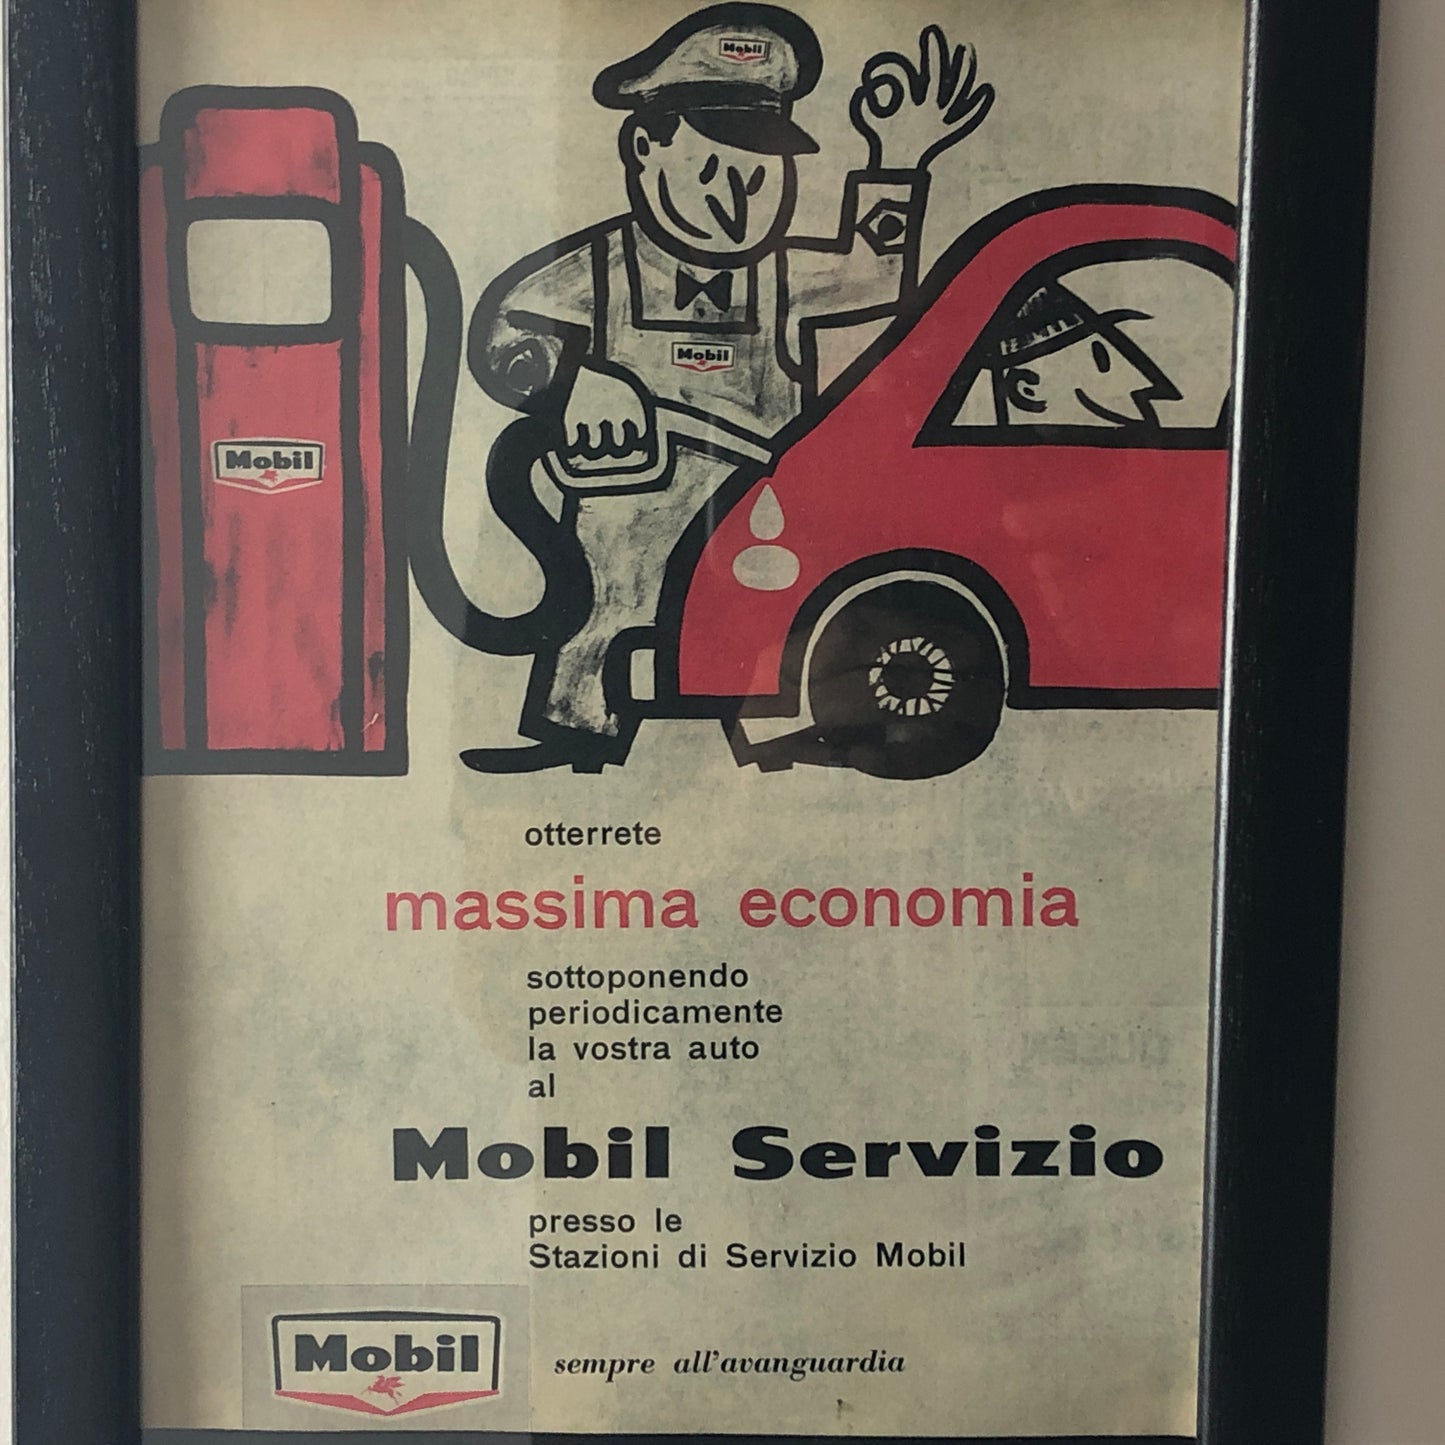 Mobil
Mobil
Mobil
otterrete
massima economia
sottoponendo
periodicamente
la vostra auto
al
Mobil Servizio
presso le
Stazioni di Servizio Mobil
Mobil
sempre all'avanguardia